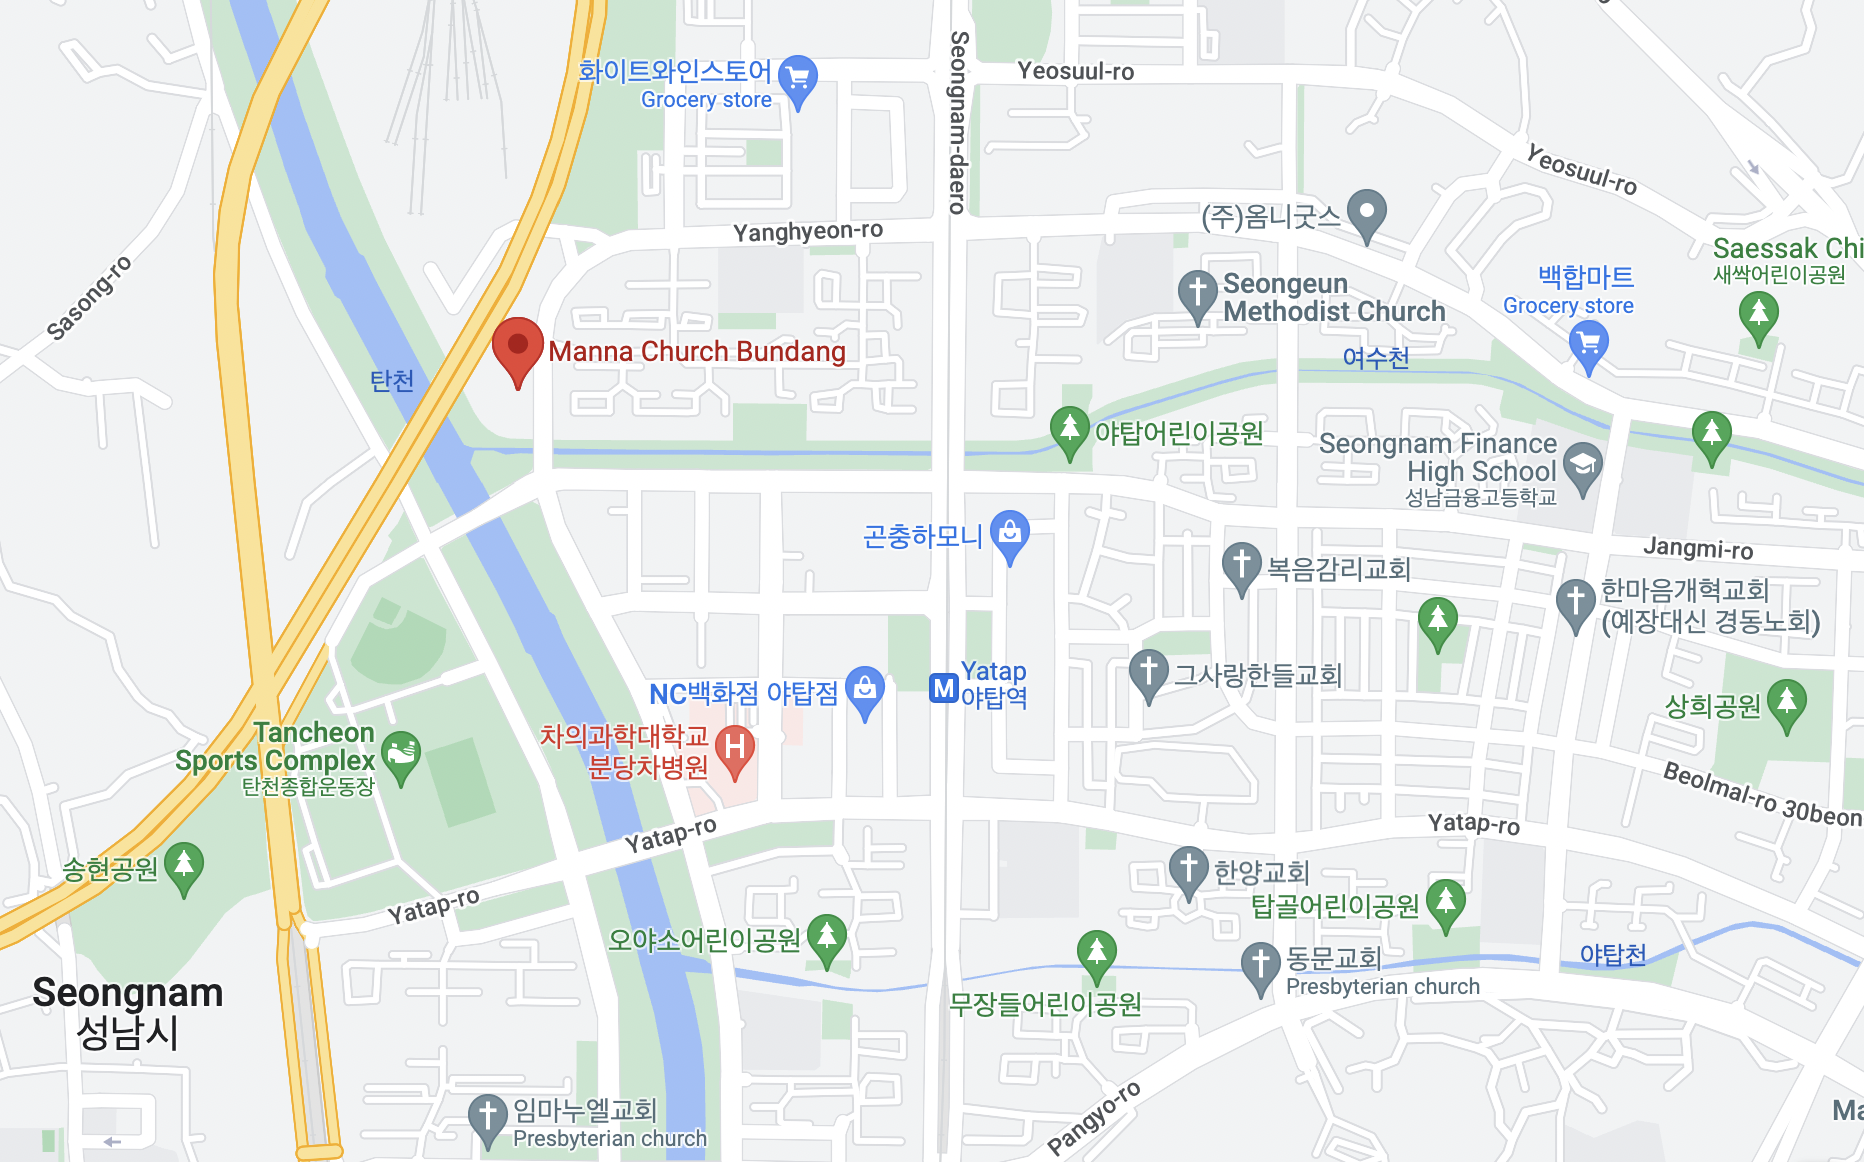 화이트와인스토어
Grocery store
Seongnam-daero
Yeosuul-ro
Yeosuul-ro
Yanghyeon-ro
(주)옴니굿스
Saessak Chi
새싹어린이공원
Sasong-ro
Seongeun
Methodist Church
백합마트
Grocery store
Manna Church Bundang
여수천
탄천
야탑어린이공원
Seongnam Finance
High School
성남금융고등학교
곤충하모니
Jangmi-ro
복음감리교회
한마음개혁교회
(예장대신 경동노회)
Yatap
야탑역
그사랑한들교회
NC백화점 야탑점
상희공원
Tancheon
Sports Complex
탄천종합운동장
차의과학대학교
분당차병원
H
M
Beolmal-ro 30beon
Yatap-ro
Yatap-ro
송현공원
한양교회
탑골어린이공원
Yatap-ro
오야소어린이공원
동문교회
Presbyterian church
야탑천
Seongnam
성남시
무장들어린이공원
임마누엘교회
Presbyterian church
Pangyo-ro
Ma